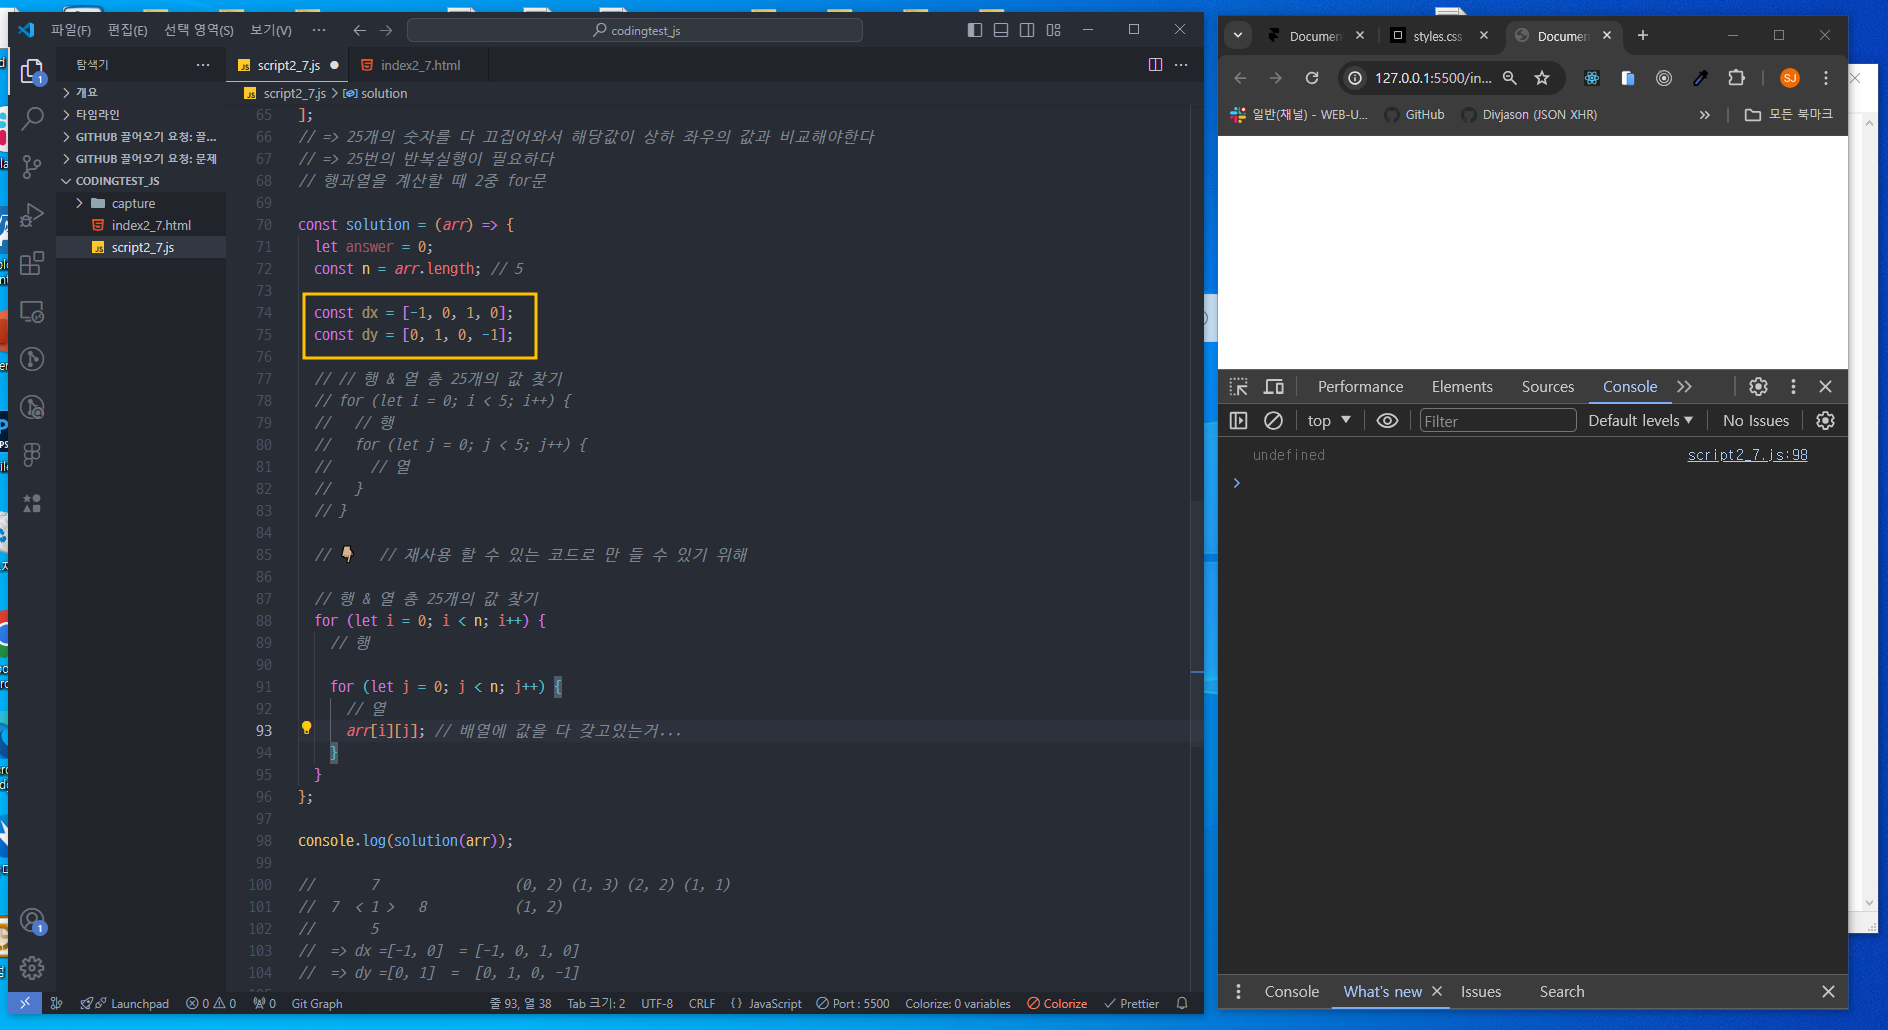 파일(F) 편집(E) 선택 영역(S) 보기(V) ··· codingtest_js
탐색기 ···
개요
타임라인
GITHUB 끌어오기 요청: 끌...
GITHUB 끌어오기 요청: 문제
CODINGTEST_JS
capture
index2_7.html
script2_7.js
script2_7.js index2_7.html
script2_7.js > solution
65 ];
66 // => 25개의 숫자를 다 끄집어와서 해당값이 상하 좌우의 값과 비교해야한다
67 // => 25번의 반복실행이 필요하다
68 // 행과열을 계산할 때 2중 for문
69
70 const solution = (arr) => {
71 let answer = 0;
72 const n = arr.length; // 5
73
74 const dx = [-1, 0, 1, 0];
75 const dy = [0, 1, 0, -1];
76
77 // // 행 & 열 총 25개의 값 찾기
78 // for (let i = 0; i < 5; i++) {
79 //   // 행
80 //   for (let j = 0; j < 5; j++) {
81 //     // 열
82 //   }
83 // }
84
85 // 👇 // 재사용 할 수 있는 코드로 만 들 수 있기 위해
86
87 // 행 & 열 총 25개의 값 찾기
88 for (let i = 0; i < n; i++) {
89 // 행
90
91 for (let j = 0; j < n; j++) {
92 // 열
93 arr[i][j]; // 배열에 값을 다 갖고있는거...
94 }
95 }
96 };
97
98 console.log(solution(arr));
99
100 // 7 (0, 2) (1, 3) (2, 2) (1, 1)
101 // 7 < 1 > 8 (1, 2)
102 // 5
103 // => dx =[-1, 0] = [-1, 0, 1, 0]
104 // => dy =[0, 1] = [0, 1, 0, -1]
Launchpad 0 0 0 Git Graph 줄 93, 열 38 Tab 크기: 2 UTF-8 CRLF {} JavaScript Port : 5500 Colorize: 0 variables Colorize Prettier
1
1
Documen styles.css Documen
127.0.0.1:5500/in... SJ
일반(채널) - WEB-U... GitHub Divjason (JSON XHR) » 모든 북마크
Performance Elements Sources Console
top Filter Default levels No Issues
undefined script2_7.js:98
Console What's new Issues Search